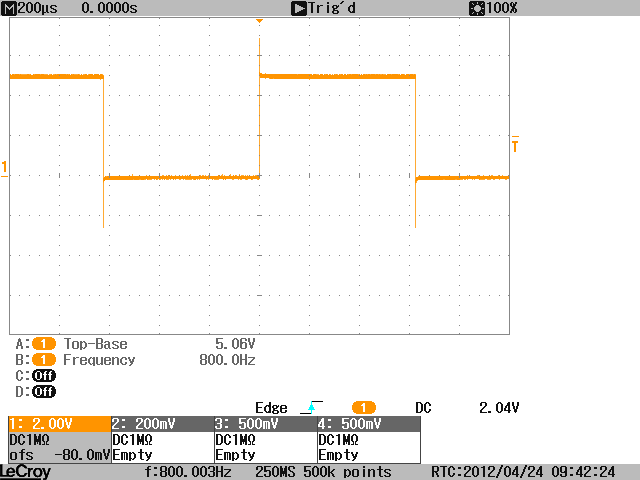 M 200µs 0.0000s Trig'd 100%
T
1
A: 1 Top-Base 5.06V
B: 1 Frequency 800.0Hz
C: Off
D: Off
Edge 1 DC 2.04V
1: 2.00V 2: 200mV 3: 500mV 4: 500mV
DC1MΩ DC1MΩ DC1MΩ DC1MΩ
ofs -80.0mV Empty Empty Empty
LeCroy f:800.003Hz 250MS 500k points RTC:2012/04/24 09:42:24